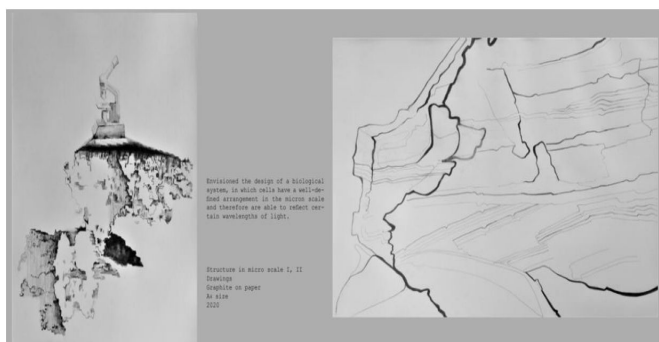 Envisioned the design of a biological
system, in which cells have a well-de-
fined arrangement in the micron scale
and therefore are able to reflect cer-
tain wavelengths of light.
Structure in micro scale I, II
Drawings
Graphite on paper
size
2020